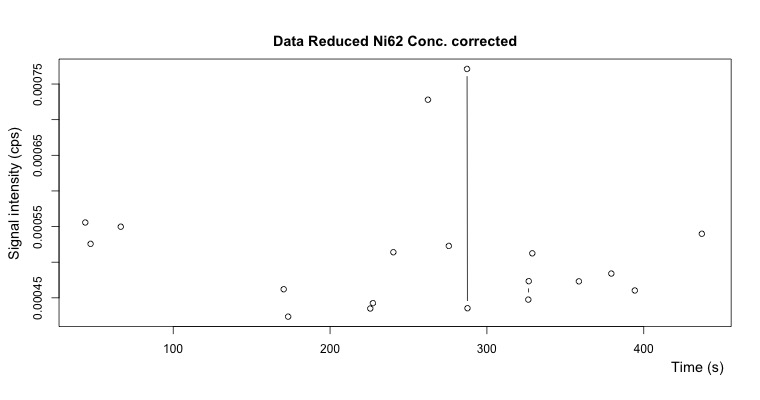 Data Reduced Ni62 Conc. corrected
Signal intensity (cps)
0.00075
0.00065
0.00055
0.00045
100 200 300 400
Time (s)